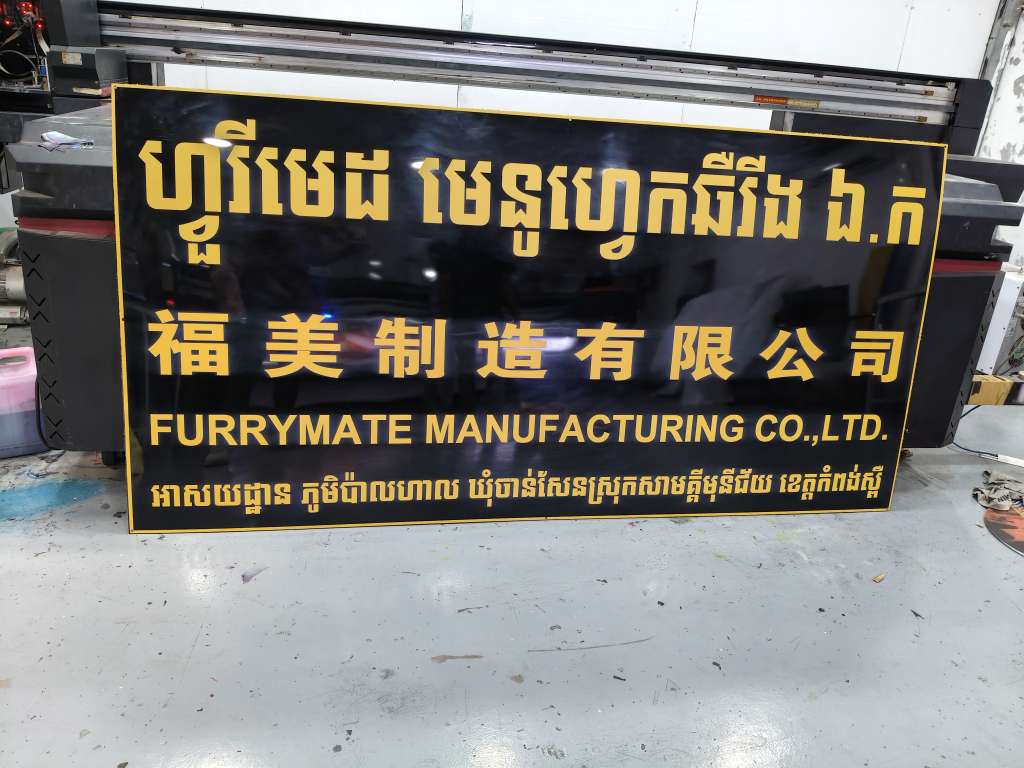 ហ្វូរីមេដ មេនូហ្វេកឆឺរីង ឯ.ក
福美制造有限公司
FURRYMATE MANUFACTURING CO.,LTD.
អាសយដ្ឋាន ភូមិប៉ាលហាល ឃុំចាន់សែនស្រុកសាមគ្គីមុនីជ័យ ខេត្តកំពង់ស្ពឺ